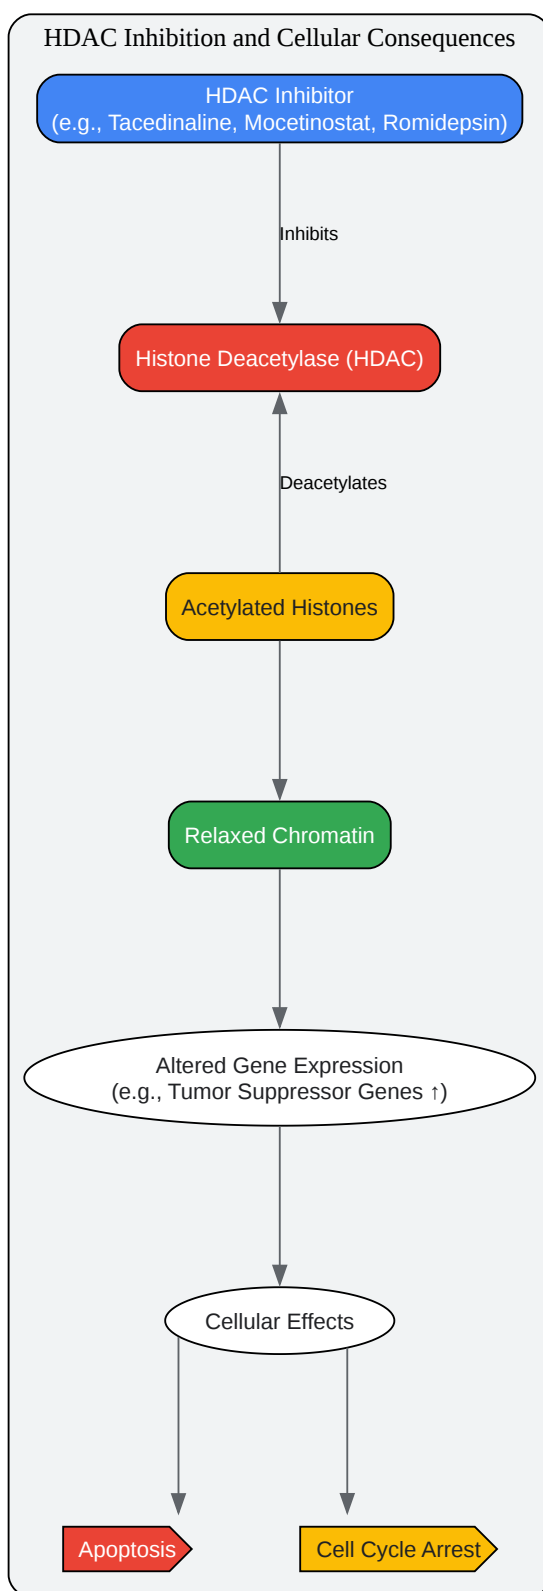 HDAC Inhibition and Cellular Consequences
HDAC Inhibitor
(e.g., Tacedinaline, Mocetinostat, Romidepsin)
Inhibits
Histone Deacetylase (HDAC)
Deacetylates
Acetylated Histones
Relaxed Chromatin
Altered Gene Expression
(e.g., Tumor Suppressor Genes ↑)
Cellular Effects
Apoptosis
Cell Cycle Arrest